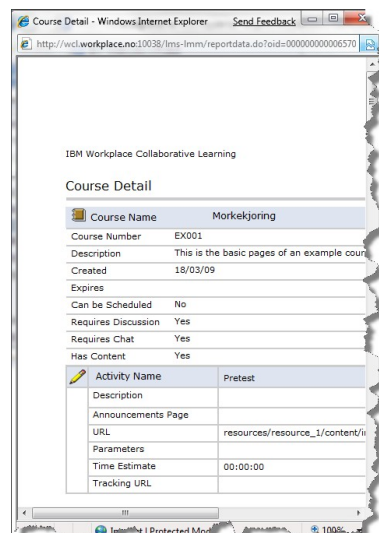 Course Detail - Windows Internet Explorer Send Feedback
http://wcl.workplace.no:10038/lms-lmm/reportdata.do?oid=000000000006570
IBM Workplace Collaborative Learning
Course Detail
Course Name Morkekjoring
Course Number EX001
Description This is the basic pages of an example cour
Created 18/03/09
Expires
Can be Scheduled No
Requires Discussion Yes
Requires Chat Yes
Has Content Yes
Activity Name Pretest
Description
Announcements Page
URL resources/resource_1/content/i
Parameters
Time Estimate 00:00:00
Tracking URL
Protected Mod 100%